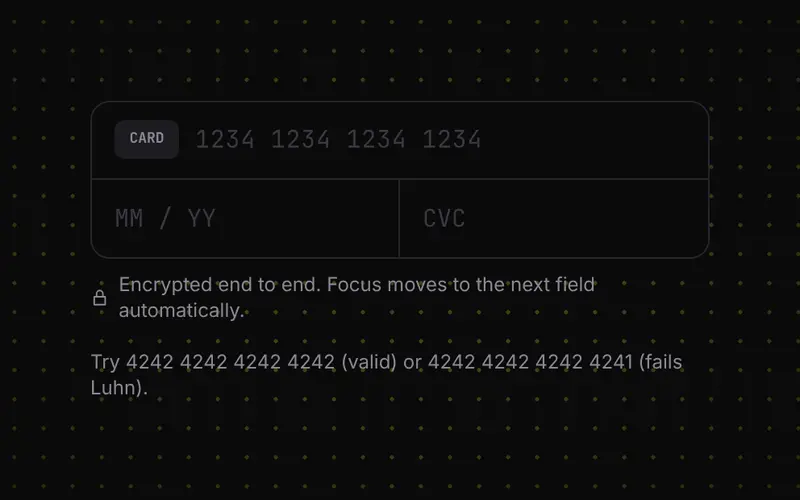 CARD 1234 1234 1234 1234
MM / YY CVC
Encrypted end to end. Focus moves to the next field
automatically.
Try 4242 4242 4242 4242 (valid) or 4242 4242 4242 4241 (fails
Luhn).